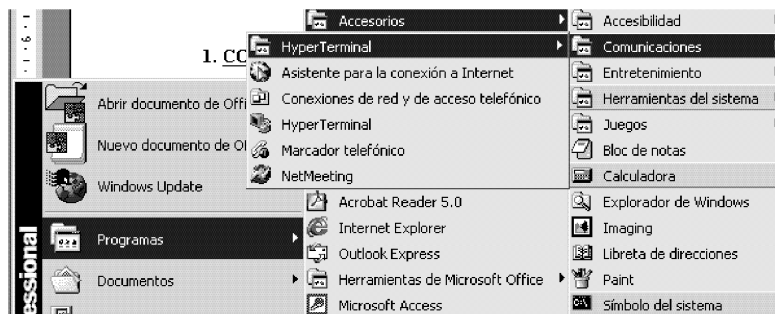 Accesorios
Accesibilidad
1. CO
HyperTerminal
Comunicaciones
Asistente para la conexión a Internet
Entretenimiento
Abrir documento de Offi
Conexiones de red y de acceso telefónico
Herramientas del sistema
HyperTerminal
Juegos
Nuevo documento de Of
Marcador telefónico
Bloc de notas
Windows Update
NetMeeting
Calculadora
Acrobat Reader 5.0
Explorador de Windows
Programas
Internet Explorer
Imaging
Outlook Express
Libreta de direcciones
Documentos
Herramientas de Microsoft Office
Paint
Microsoft Access
Símbolo del sistema
essional